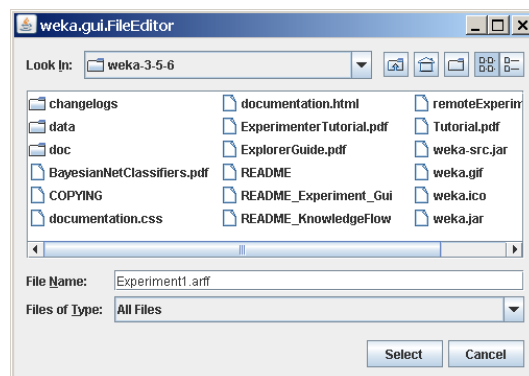 weka.gui.FileEditor
Look In: weka-3-5-6
changelogs documentation.html
data ExperimenterTutorial.pdf Tutorial.pdf
doc ExplorerGuide.pdf weka-src.jar
BayesianNetClassifiers.pdf README weka.gif
COPYING README_Experiment_Gui weka.ico
documentation.css README_KnowledgeFlow weka.jar
File Name: Experiment1.arff
Files of Type: All Files
Select Cancel